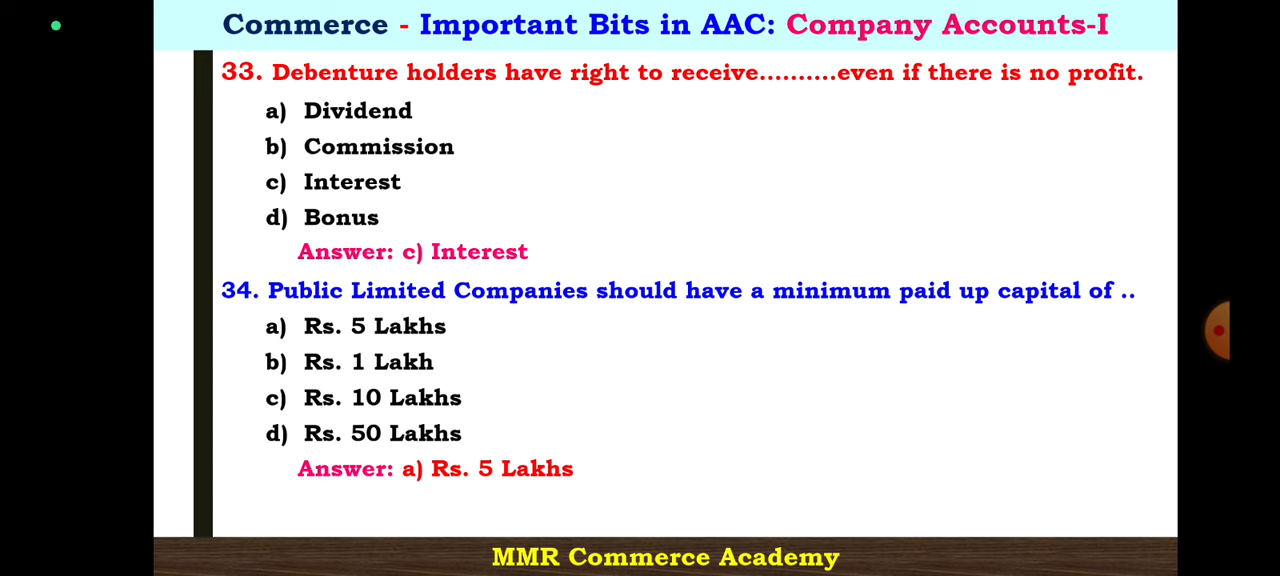 Commerce - Important Bits in AAC: Company Accounts-I
33. Debenture holders have right to receive..........even if there is no profit.
a) Dividend
b) Commission
c) Interest
d) Bonus
Answer: c) Interest
34. Public Limited Companies should have a minimum paid up capital of ..
a) Rs. 5 Lakhs
b) Rs. 1 Lakh
c) Rs. 10 Lakhs
d) Rs. 50 Lakhs
Answer: a) Rs. 5 Lakhs
MMR Commerce Academy